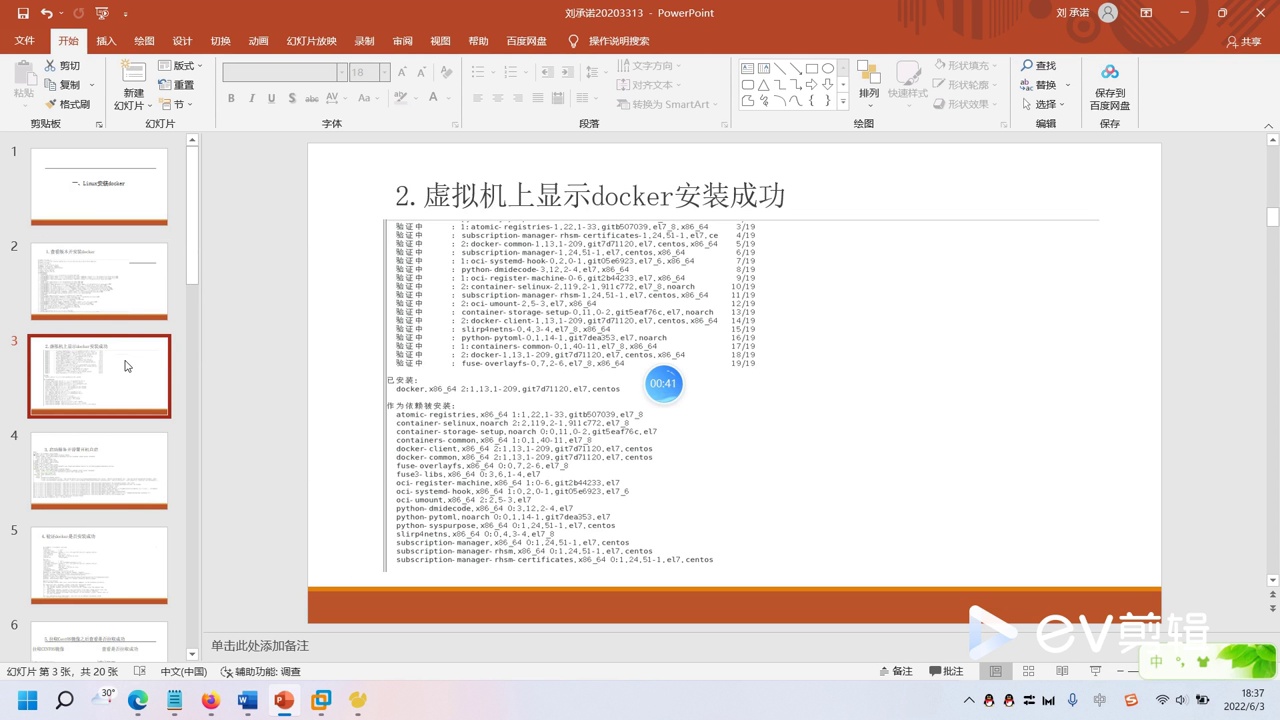 刘承诺20203313 - PowerPoint
刘 承诺
文件 开始 插入 绘图 设计 切换 动画 幻灯片放映 录制 审阅 视图 帮助 百度网盘 操作说明搜索 共享
粘贴
剪切
复制
格式刷
剪贴板
新建
幻灯片
版式
重置
节
幻灯片
18
B I U S abc AV Aa A
字体
文字方向
对齐文本
转换为 SmartArt
段落
排列
快速样式
形状填充
形状轮廓
形状效果
绘图
查找
替换
选择
编辑
保存到
百度网盘
保存
1
一、Linux安装docker
2
3
2.虚拟机上显示docker安装成功
4
5
6
2.虚拟机上显示docker安装成功
验证中 : 1:atomic-registries-1.22.1-33.gitb507039.el7_8.x86_64 3/19
验证中 : subscription-manager-rhsm-certificates-1.24.51-1.el7.ce 4/19
验证中 : 2:docker-common-1.13.1-209.git7d71120.el7.centos.x86_64 5/19
验证中 : subscription-manager-1.24.51-1.el7.centos.x86_64 6/19
验证中 : 1:oci-systemd-hook-0.2.0-1.git05e6923.el7_6.x86_64 7/19
验证中 : python-dmidecode-3.12.2-4.el7.x86_64 8/19
验证中 : 1:oci-register-machine-0-6.git2b44233.el7.x86_64 9/19
验证中 : 2:container-selinux-2.119.2-1.911c772.el7_8.noarch 10/19
验证中 : subscription-manager-rhsm-1.24.51-1.el7.centos.x86_64 11/19
验证中 : 2:oci-umount-2.5-3.el7.x86_64 12/19
验证中 : container-storage-setup-0.11.0-2.git5eaf76c.el7.noarch 13/19
验证中 : 2:docker-client-1.13.1-209.git7d71120.el7.centos.x86_64 14/19
验证中 : slirp4netns-0.4.3-4.el7_8.x86_64 15/19
验证中 : python-pytoml-0.1.14-1.git7dea353.el7.noarch 16/19
验证中 : 1:containers-common-0.1.40-11.el7_8.x86_64 17/19
验证中 : 2:docker-1.13.1-209.git7d71120.el7.centos.x86_64 18/19
验证中 : fuse-overlayfs-0.7.2-6.el7_8.x86_64 19/19
已安装:
docker.x86_64 2:1.13.1-209.git7d71120.el7.centos
00:41
作为依赖被安装:
atomic-registries.x86_64 1:1.22.1-33.gitb507039.el7_8
container-selinux.noarch 2:2.119.2-1.911c772.el7_8
container-storage-setup.noarch 0:0.11.0-2.git5eaf76c.el7
containers-common.x86_64 1:0.1.40-11.el7_8
docker-client.x86_64 2:1.13.1-209.git7d71120.el7.centos
docker-common.x86_64 2:1.13.1-209.git7d71120.el7.centos
fuse-overlayfs.x86_64 0:0.7.2-6.el7_8
fuse3-libs.x86_64 0:3.6.1-4.el7
oci-register-machine.x86_64 1:0-6.git2b44233.el7
oci-systemd-hook.x86_64 1:0.2.0-1.git05e6923.el7_6
oci-umount.x86_64 2:2.5-3.el7
python-dmidecode.x86_64 0:3.12.2-4.el7
python-pytoml.noarch 0:0.1.14-1.git7dea353.el7
python-syspurpose.x86_64 0:1.24.51-1.el7.centos
slirp4netns.x86_64 0:0.4.3-4.el7_8
subscription-manager.x86_64 0:1.24.51-1.el7.centos
subscription-manager-rhsm.x86_64 0:1.24.51-1.el7.centos
subscription-manager-rhsm-certificates.x86_64 0:1.24.51-1.el7.centos
EV剪辑
单击此处添加备注
中
幻灯片 第 3 张，共 20 张 中文(中国) 辅助功能: 调查 备注 批注
30°
中
18:37
2022/6/3